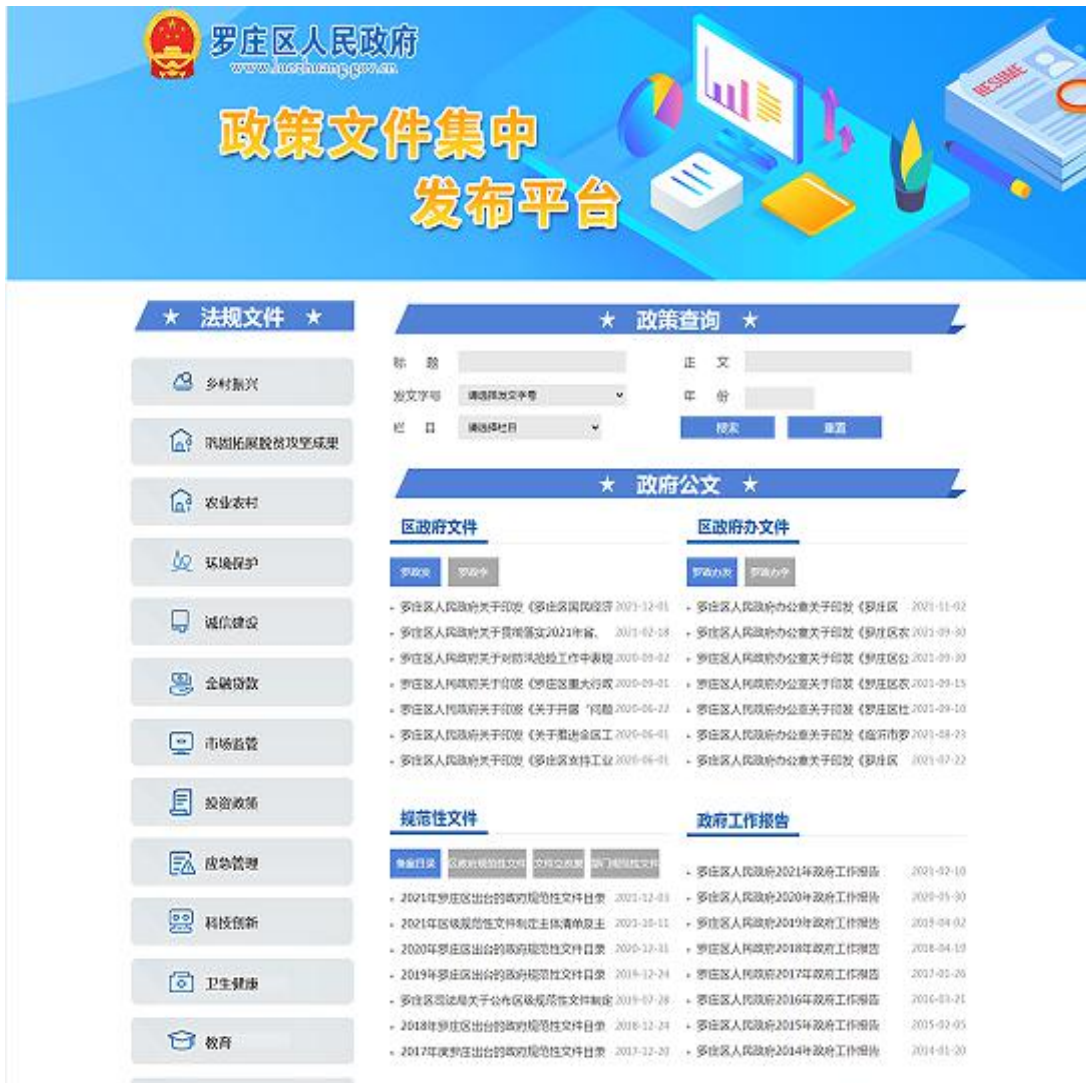 罗庄区人民政府
www.luozhuang.gov.cn
政策文件集中
发布平台
RESUME
★ 法规文件 ★
乡村振兴
巩固拓展脱贫攻坚成果
农业农村
环境保护
诚信建设
金融贷款
市场监管
投资政策
应急管理
科技创新
卫生健康
教育
★ 政策查询 ★
标 题
正 文
发文字号 请选择发文字号
年 份
栏 目 请选择栏目
搜索 重置
★ 政府公文 ★
区政府文件
罗政发 罗政字
罗庄区人民政府关于印发《罗庄区国民经济 2021-12-01
罗庄区人民政府关于贯彻落实2021年省、 2021-02-18
罗庄区人民政府关于对防汛抢险工作中表现 2020-09-02
罗庄区人民政府关于印发《罗庄区重大行政 2020-09-01
罗庄区人民政府关于印发《关于开展“问题 2020-06-22
罗庄区人民政府关于印发《关于推进全区工 2020-06-01
罗庄区人民政府关于印发《罗庄区支持工业 2020-06-01
区政府办文件
罗政办发 罗政办字
罗庄区人民政府办公室关于印发《罗庄区 2021-11-02
罗庄区人民政府办公室关于印发《罗庄区农 2021-09-30
罗庄区人民政府办公室关于印发《罗庄区公 2021-09-30
罗庄区人民政府办公室关于印发《罗庄区农 2021-09-15
罗庄区人民政府办公室关于印发《罗庄区杜 2021-09-10
罗庄区人民政府办公室关于印发《临沂市罗 2021-08-23
罗庄区人民政府办公室关于印发《罗庄区 2021-07-22
规范性文件
备案目录 区政府规范性文件 文件立改废 部门规范性文件
2021年罗庄区出台的政府规范性文件目录 2021-12-03
2021年区级规范性文件制定主体清单及主 2021-10-11
2020年罗庄区出台的政府规范性文件目录 2020-12-31
2019年罗庄区出台的政府规范性文件目录 2019-12-24
罗庄区司法局关于公布区级规范性文件制定 2019-07-28
2018年罗庄区出台的政府规范性文件目录 2018-12-24
2017年度罗庄出台的政府规范性文件目录 2017-12-20
政府工作报告
罗庄区人民政府2021年政府工作报告 2021-02-10
罗庄区人民政府2020年政府工作报告 2020-05-30
罗庄区人民政府2019年政府工作报告 2019-04-02
罗庄区人民政府2018年政府工作报告 2018-04-19
罗庄区人民政府2017年政府工作报告 2017-01-26
罗庄区人民政府2016年政府工作报告 2016-03-21
罗庄区人民政府2015年政府工作报告 2015-02-05
罗庄区人民政府2014年政府工作报告 2014-01-20